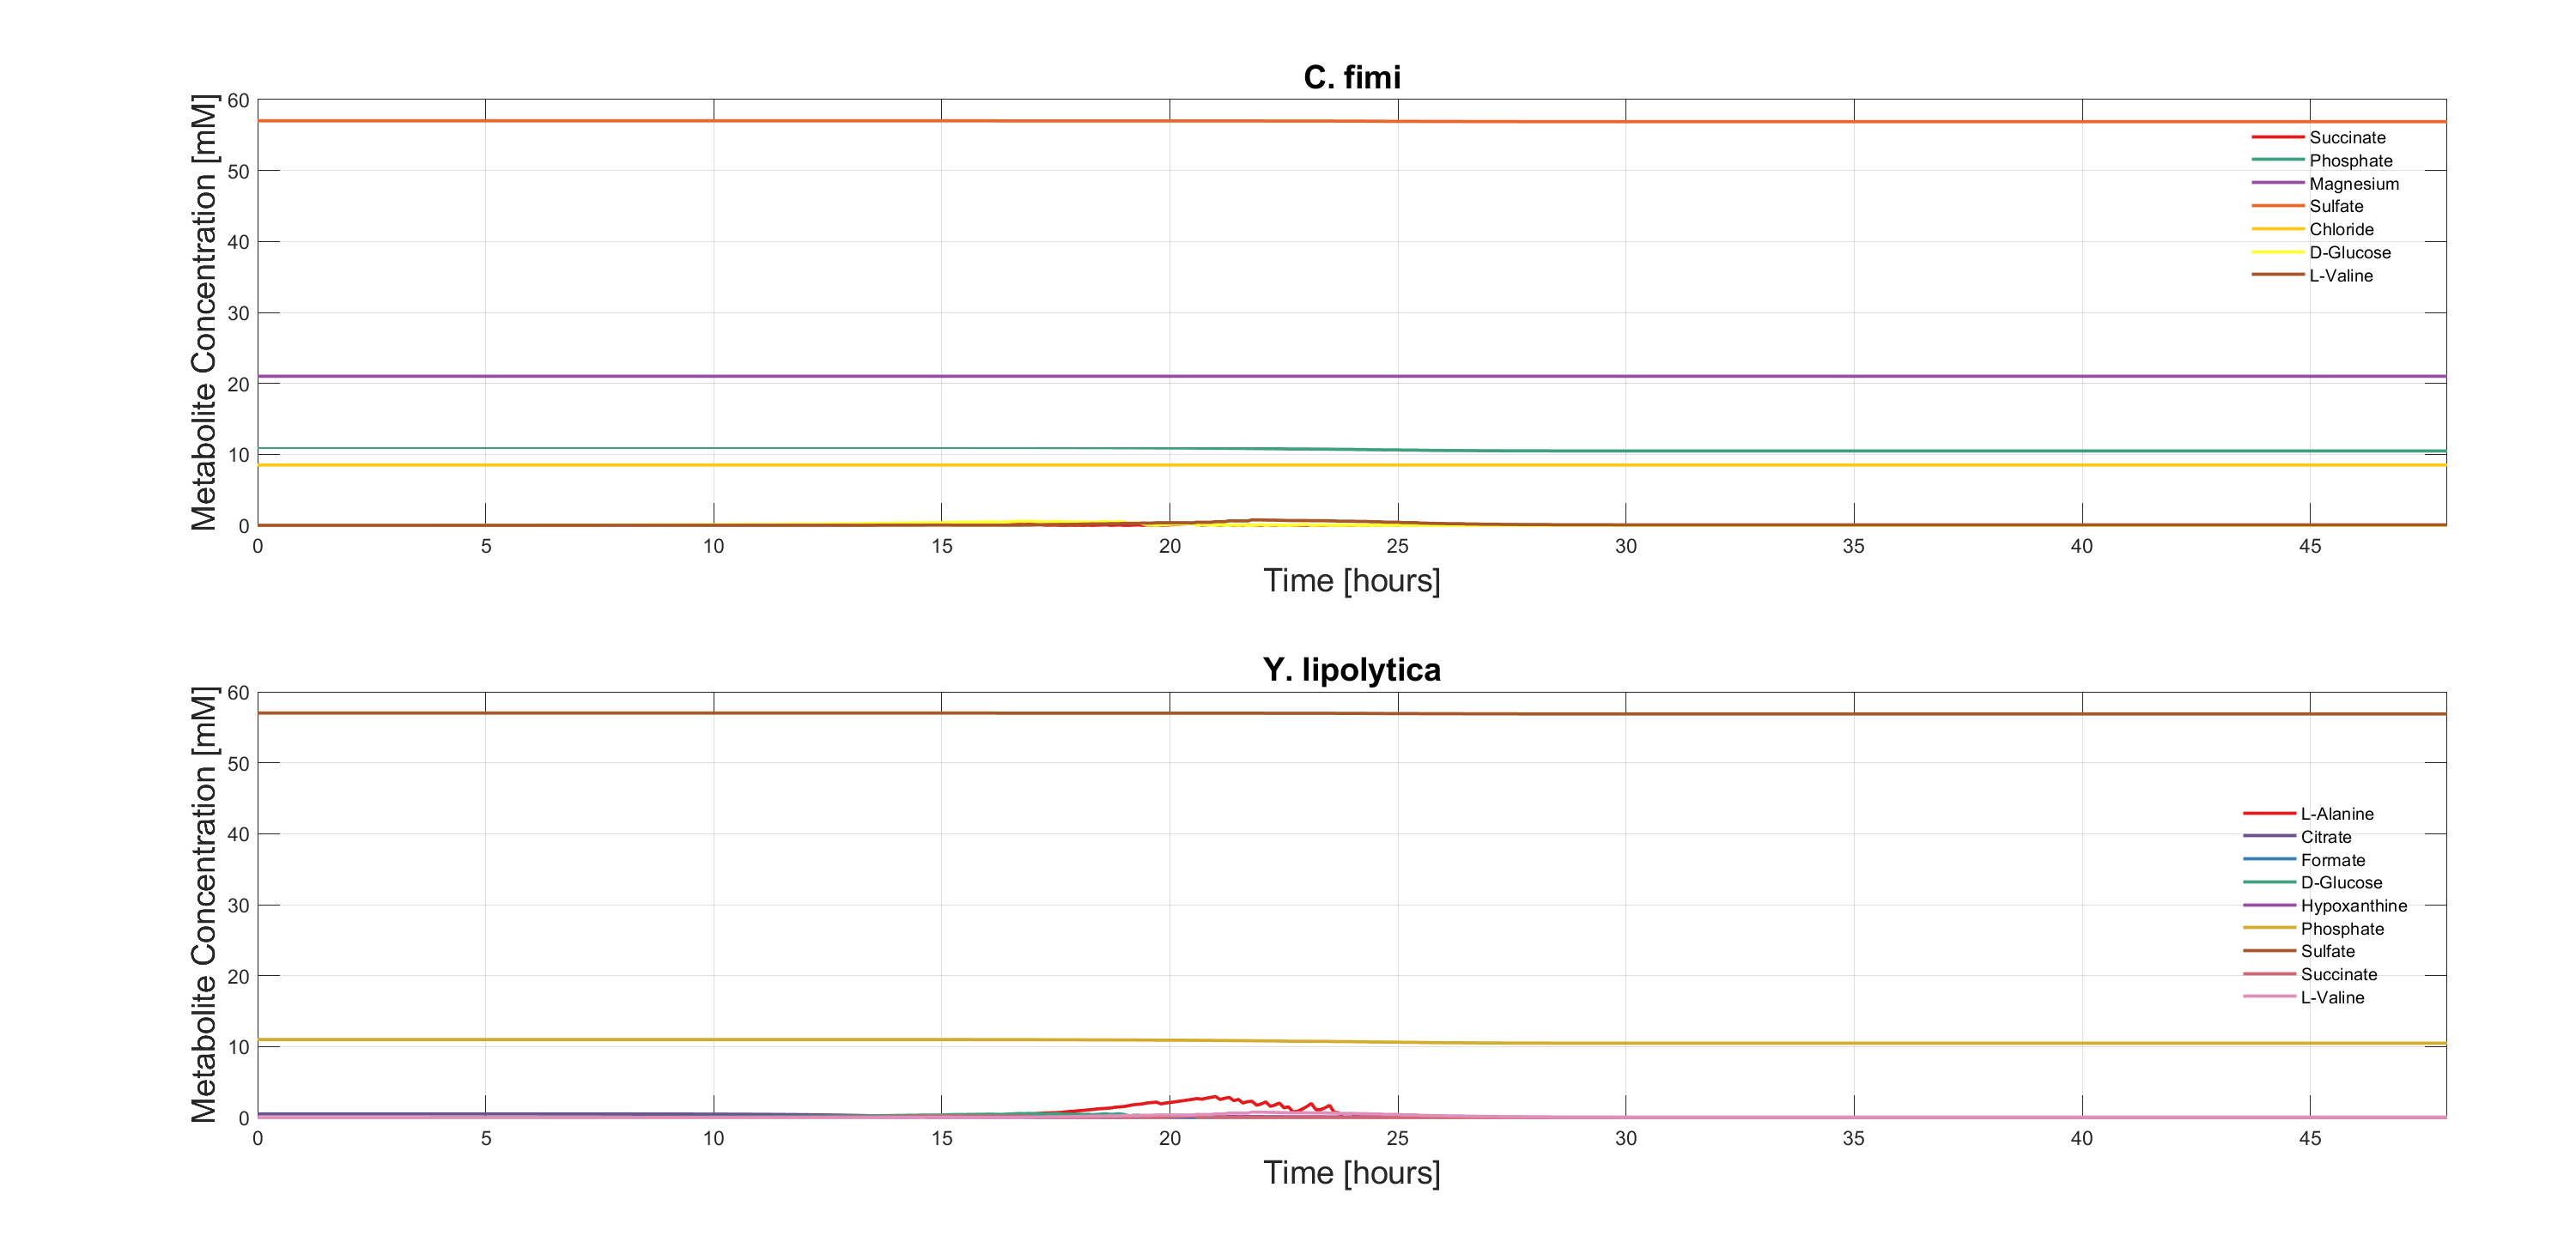 C. fimi
Metabolite Concentration [mM]
60
50
40
30
20
10
0
Succinate
Phosphate
Magnesium
Sulfate
Chloride
D-Glucose
L-Valine
0 5 10 15 20 25 30 35 40 45
Time [hours]
Y. lipolytica
Metabolite Concentration [mM]
60
50
40
30
20
10
0
L-Alanine
Citrate
Formate
D-Glucose
Hypoxanthine
Phosphate
Sulfate
Succinate
L-Valine
0 5 10 15 20 25 30 35 40 45
Time [hours]